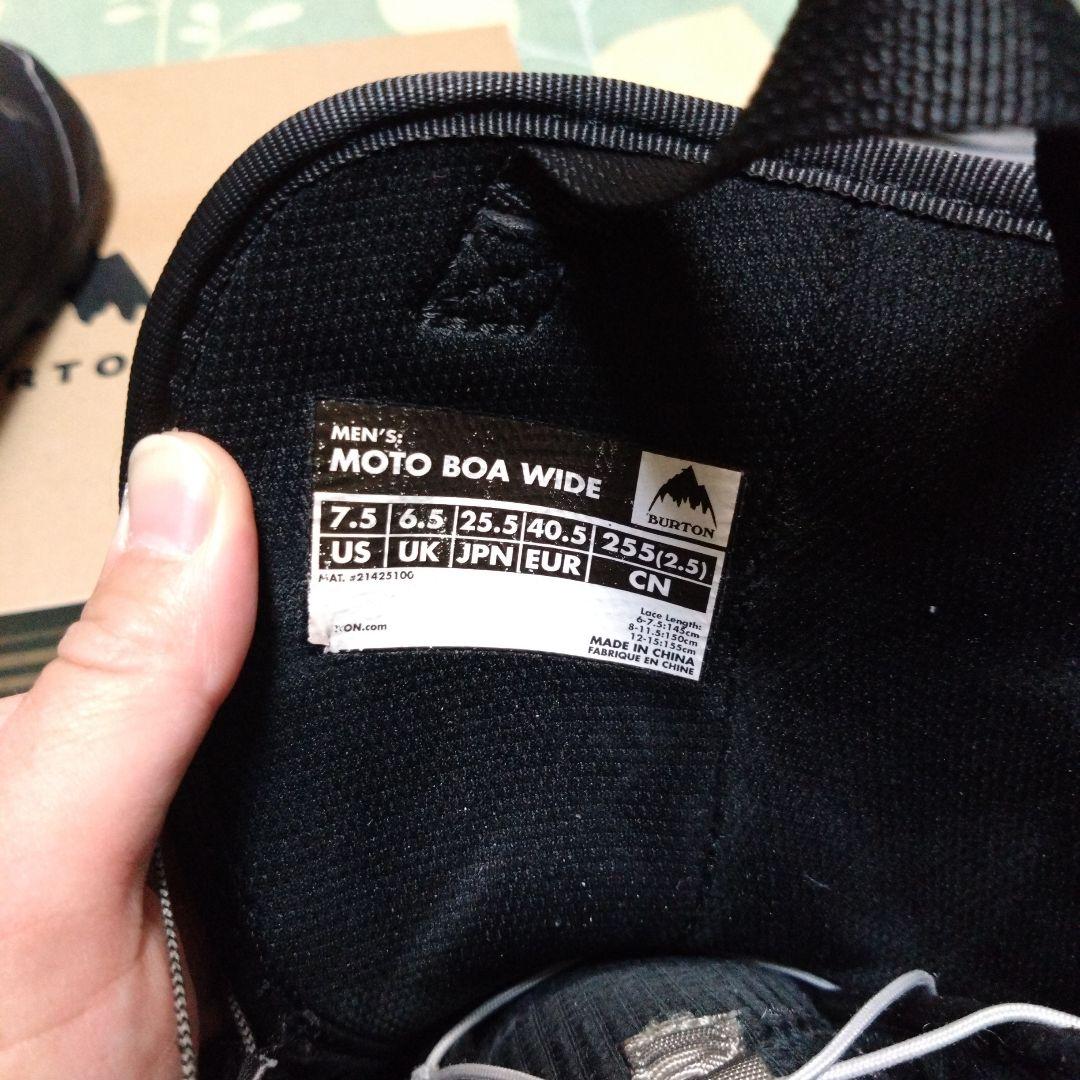 MEN'S:
MOTO BOA WIDE
BURTON
7.5 6.5 25.5 40.5 255(2.5)
US UK JPN EUR CN
MAT. #21425100
Lace Length:
6-7.5:145cm
8-11.5:150cm
12-15:155cm
MADE IN CHINA
FABRIQUE EN CHINE